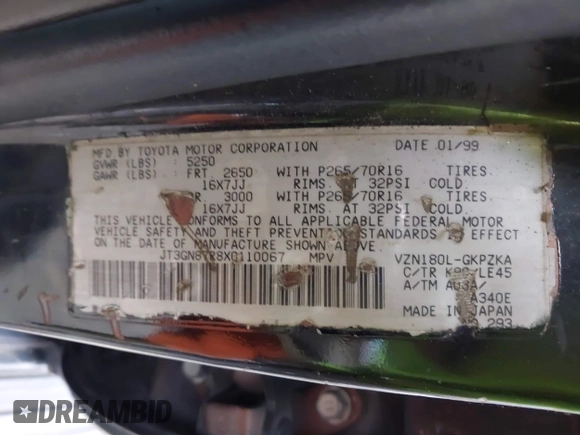 MFD BY TOYOTA MOTOR CORPORATION DATE 01/99
GVWR (LBS) : 5250
GAWR (LBS) : FRT 2650 WITH P265/70R16 TIRES
16X7JJ RIMS. AT 32PSI COLD
3000 WITH P265/70R16 TIRES
16X7JJ RIMS. AT 32PSI COLD
THIS VEHICLE CONFORMS TO ALL APPLICABLE FEDERAL MOTOR
VEHICLE SAFETY AND THEFT PREVENTION STANDARDS IN EFFECT
ON THE DATE OF MANUFACTURE SHOWN ABOVE.
MPV VZN180L-GKPZKA
C/TR
A/TM
A340E
MADE IN JAPAN
293
DREAMBID